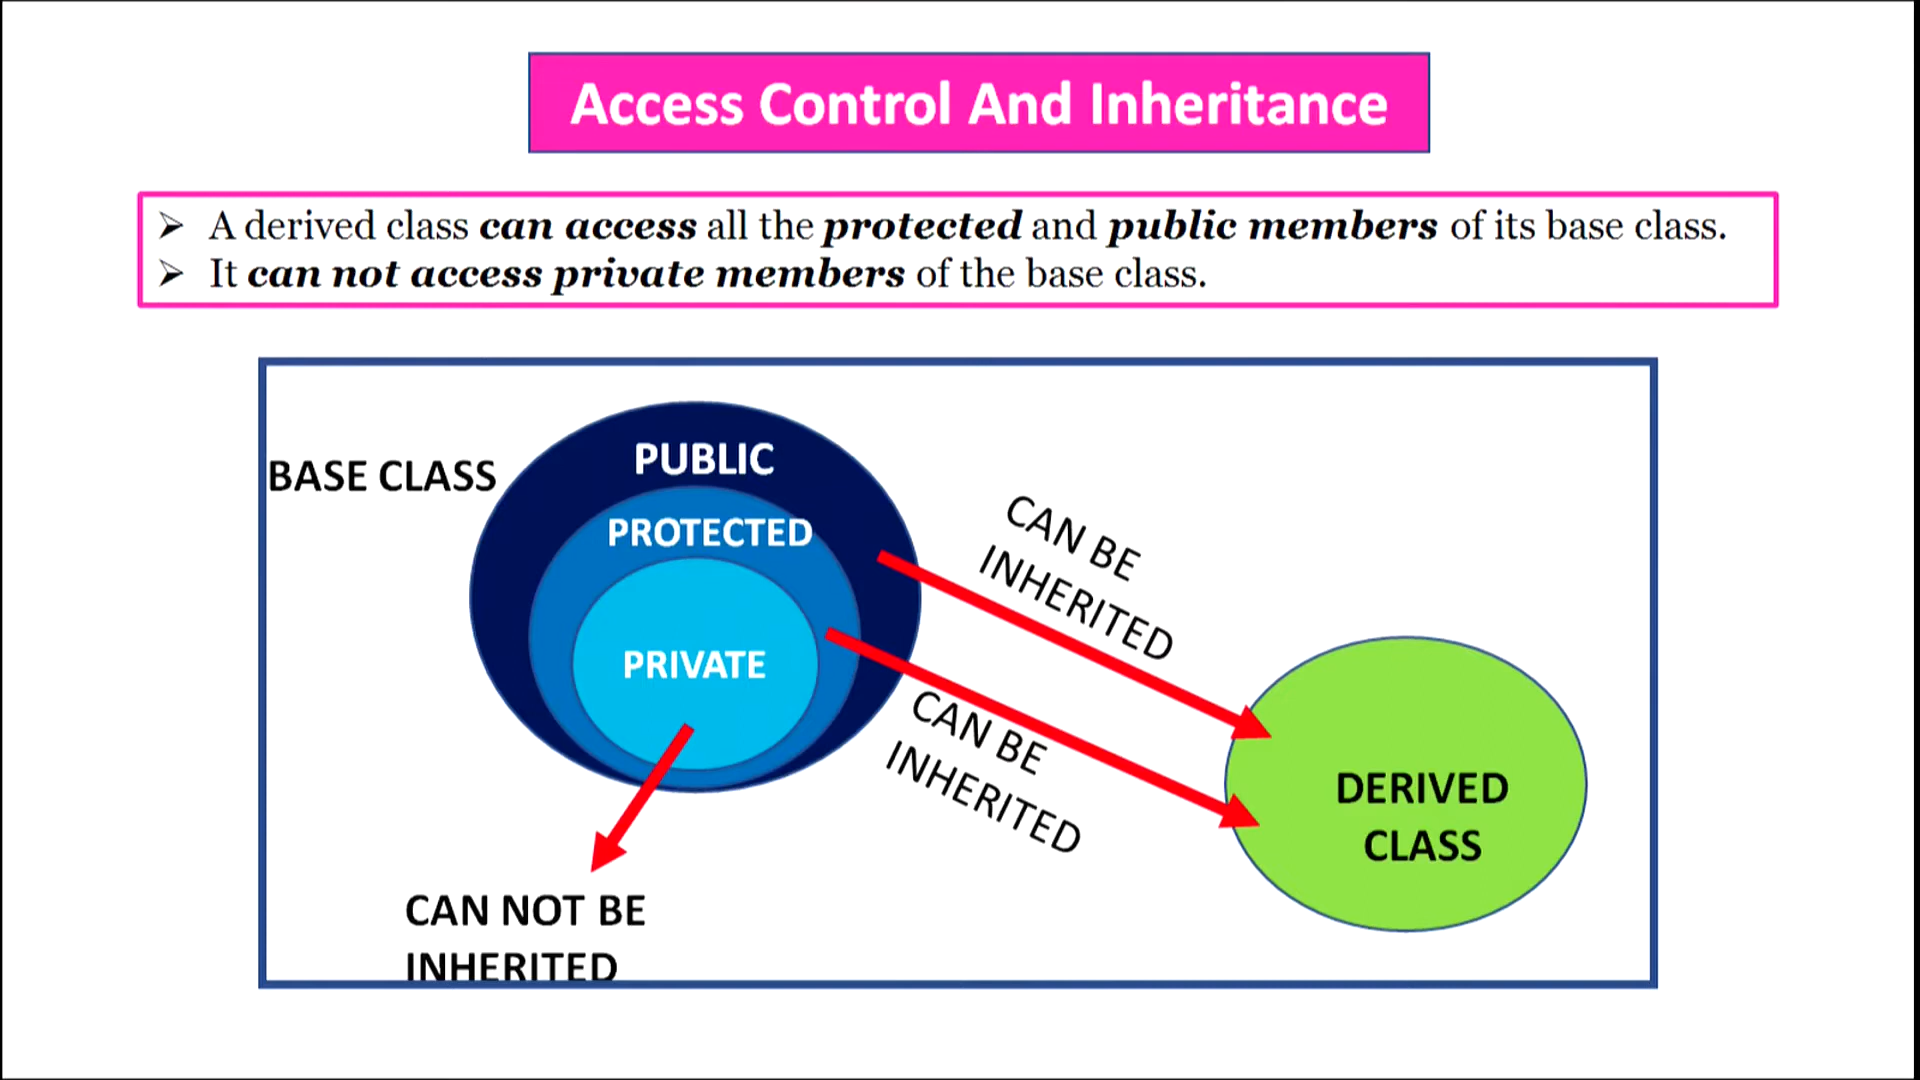 Access Control And Inheritance
➢ A derived class can access all the protected and public members of its base class.
➢ It can not access private members of the base class.
BASE CLASS
PUBLIC
PROTECTED
PRIVATE
CAN BE
INHERITED
CAN BE
INHERITED
DERIVED
CLASS
CAN NOT BE
INHERITED